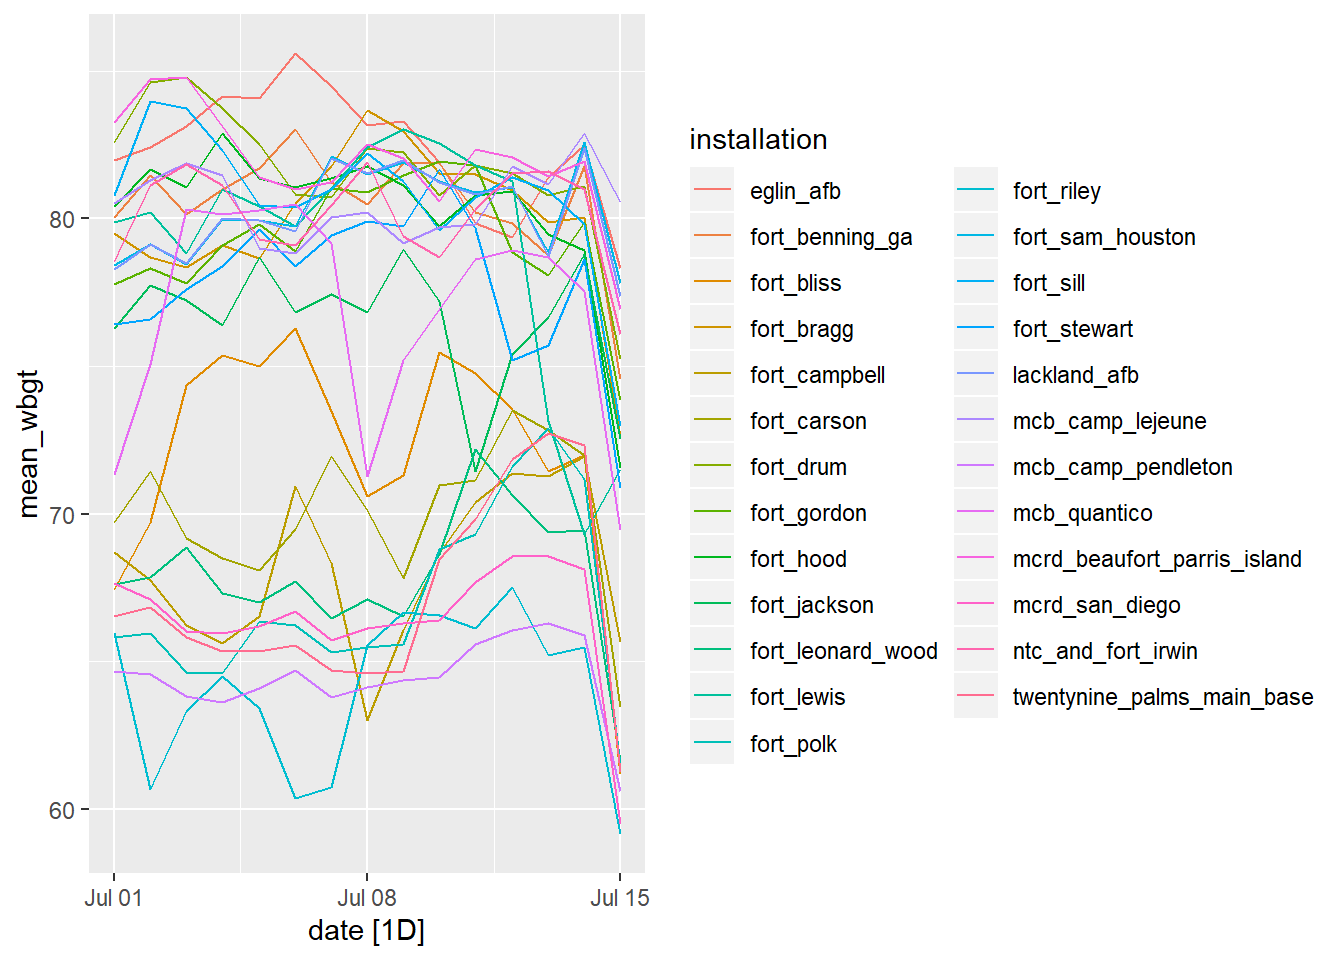 80
70
60
mean_wbgt
Jul 01
Jul 08
Jul 15
date [1D]
installation
eglin_afb
fort_benning_ga
fort_bliss
fort_bragg
fort_campbell
fort_carson
fort_drum
fort_gordon
fort_hood
fort_jackson
fort_leonard_wood
fort_lewis
fort_polk
fort_riley
fort_sam_houston
fort_sill
fort_stewart
lackland_afb
mcb_camp_lejeune
mcb_camp_pendleton
mcb_quantico
mcrd_beaufort_parris_island
mcrd_san_diego
ntc_and_fort_irwin
twentynine_palms_main_base